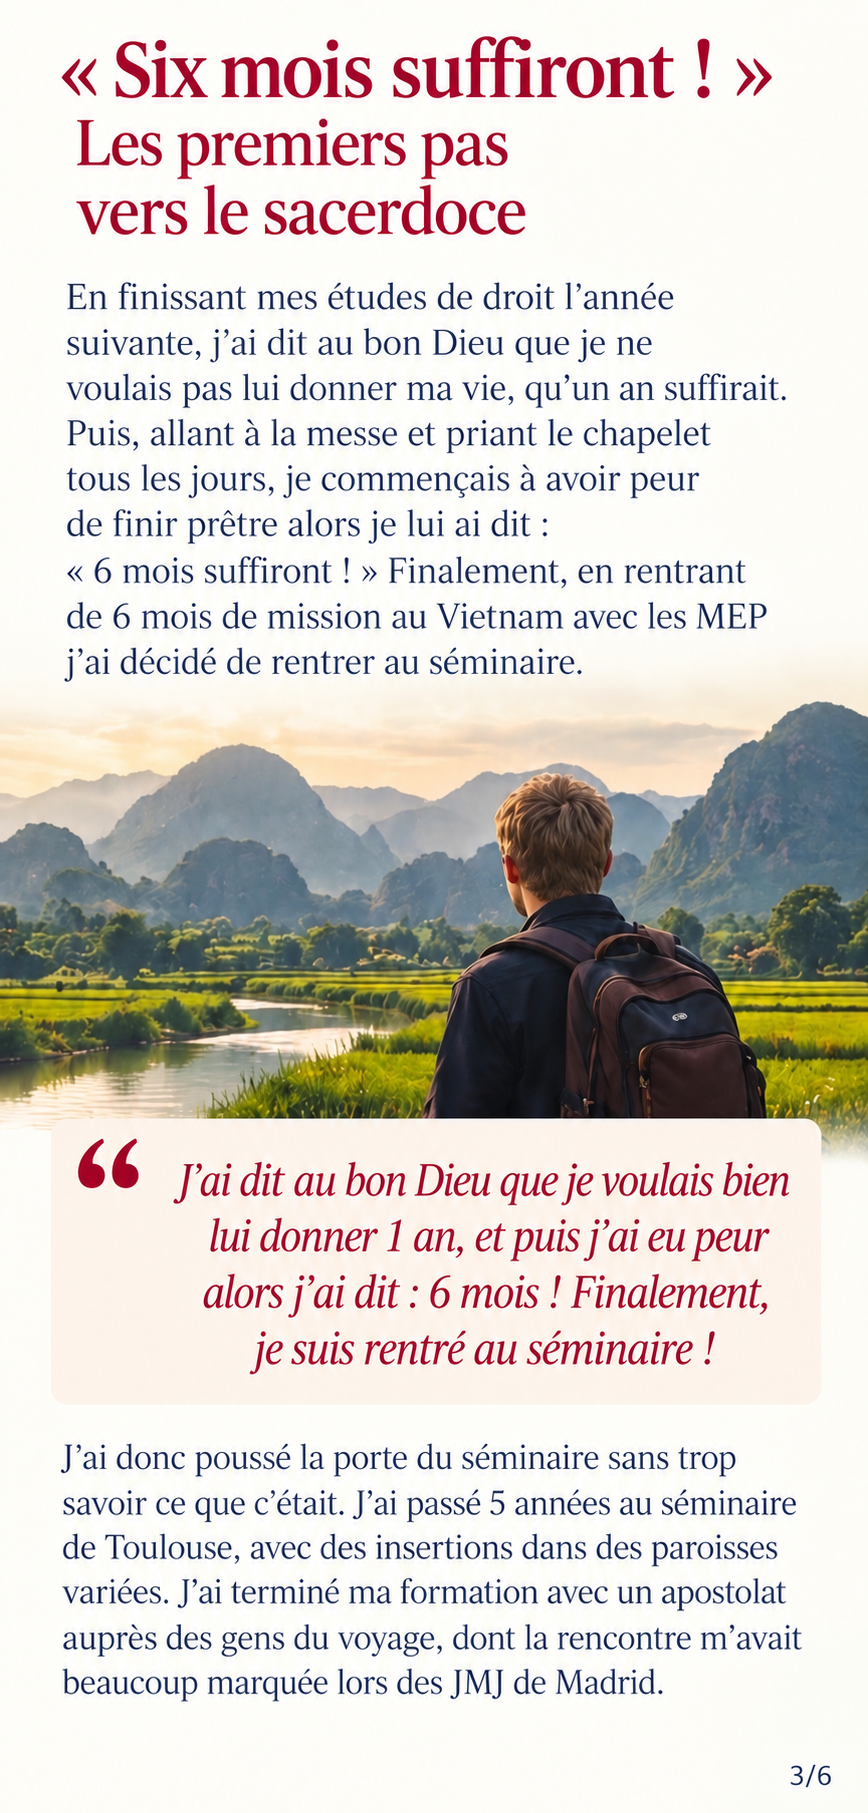 « Six mois suffiront ! »
Les premiers pas
vers le sacerdoce
En finissant mes études de droit l’année
suivante, j’ai dit au bon Dieu que je ne
voulais pas lui donner ma vie, qu’un an suffirait.
Puis, allant à la messe et priant le chapelet
tous les jours, je commençais à avoir peur
de finir prêtre alors je lui ai dit :
« 6 mois suffiront ! » Finalement, en rentrant
de 6 mois de mission au Vietnam avec les MEP
j’ai décidé de rentrer au séminaire.
“ J’ai dit au bon Dieu que je voulais bien
lui donner 1 an, et puis j’ai eu peur
alors j’ai dit : 6 mois ! Finalement,
je suis rentré au séminaire !
J’ai donc poussé la porte du séminaire sans trop
savoir ce que c’était. J’ai passé 5 années au séminaire
de Toulouse, avec des insertions dans des paroisses
variées. J’ai terminé ma formation avec un apostolat
auprès des gens du voyage, dont la rencontre m’avait
beaucoup marquée lors des JMJ de Madrid.
3/6